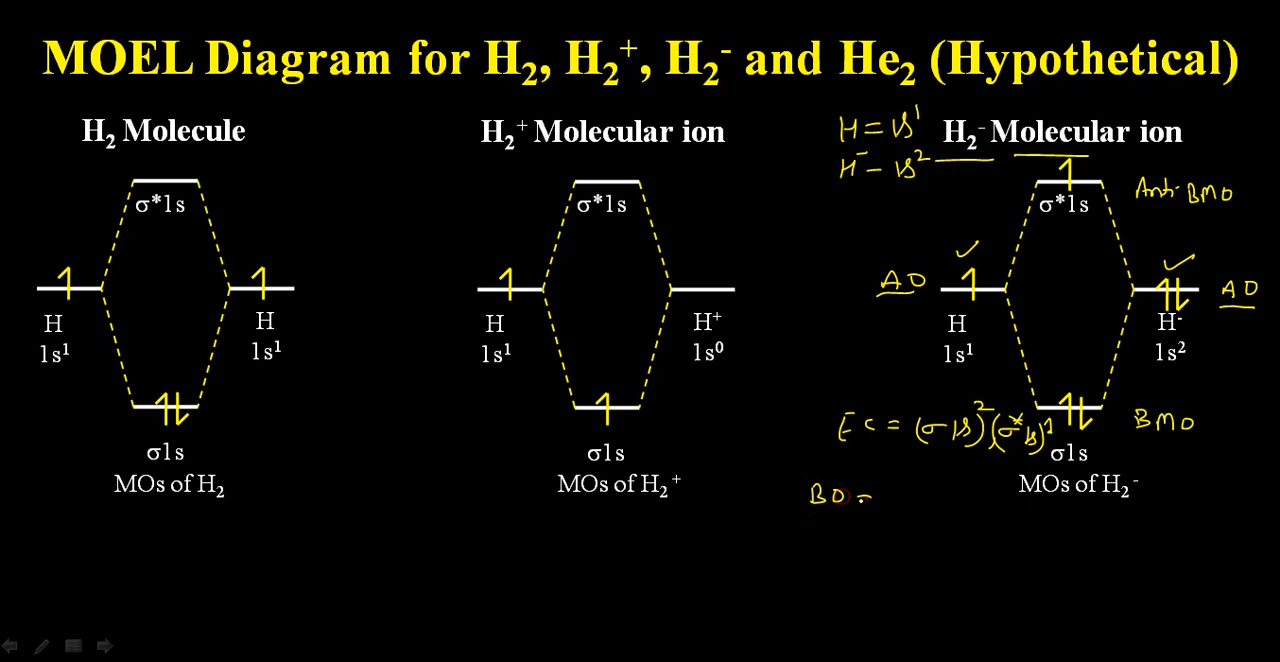 MOEL Diagram for H₂, H₂⁺, H₂⁻ and He₂ (Hypothetical)
H₂ Molecule
σ*1s
H
1s¹
H
1s¹
σ1s
MOs of H₂
H₂⁺ Molecular ion
σ*1s
H
1s¹
H⁺
1s⁰
σ1s
MOs of H₂⁺
H = 1s¹
H⁻ – 1s²
H₂⁻ Molecular ion
σ*1s
Anti-BMO
AO
H
1s¹
AO
H⁻
1s²
EC = (σ1s)² (σ*1s)¹
BMO
σ1s
MOs of H₂⁻
BO =